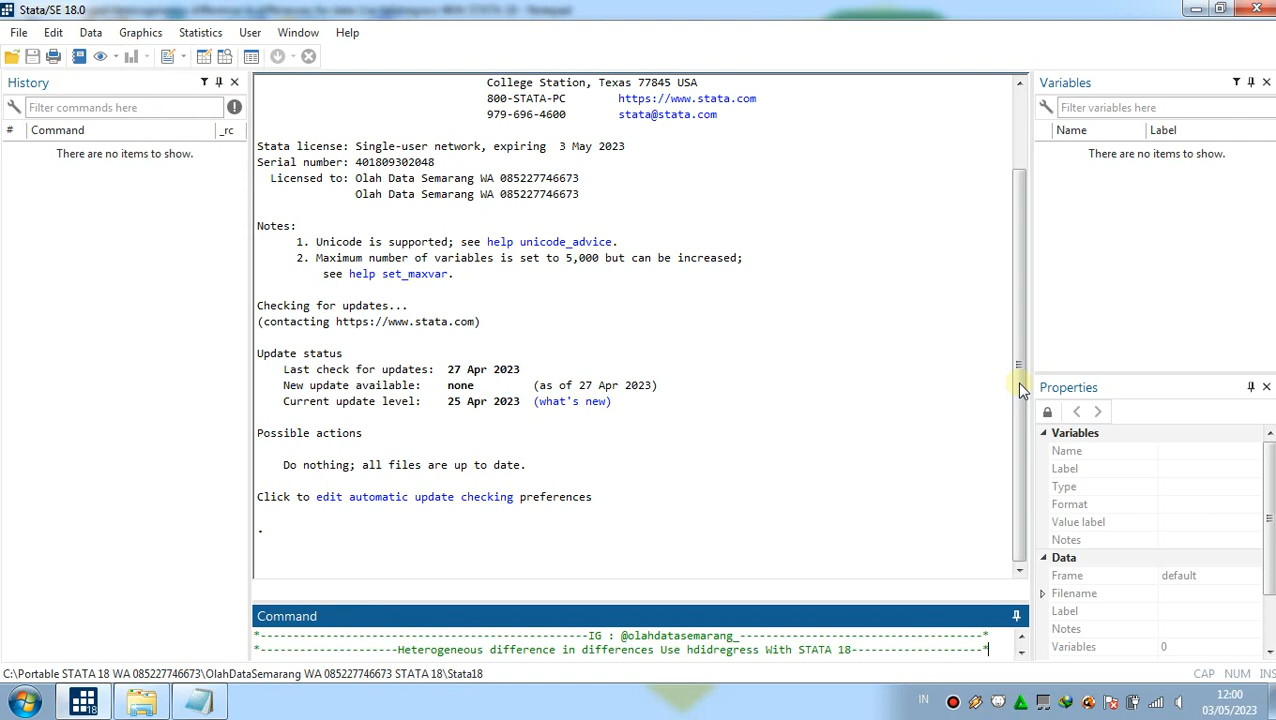 Stata/SE 18.0
File Edit Data Graphics Statistics User Window Help
History
Filter commands here
# Command _rc
There are no items to show.
College Station, Texas 77845 USA
800-STATA-PC https://www.stata.com
979-696-4600 stata@stata.com
Stata license: Single-user network, expiring 3 May 2023
Serial number: 401809302048
Licensed to: Olah Data Semarang WA 085227746673
Olah Data Semarang WA 085227746673
Notes:
1. Unicode is supported; see help unicode_advice.
2. Maximum number of variables is set to 5,000 but can be increased;
see help set_maxvar.
Checking for updates...
(contacting https://www.stata.com)
Update status
Last check for updates: 27 Apr 2023
New update available: none (as of 27 Apr 2023)
Current update level: 25 Apr 2023 (what's new)
Possible actions
Do nothing; all files are up to date.
Click to edit automatic update checking preferences
.
Command
*--------------------------------------------------IG : @olahdatasemarang_-------------------------------------*
*---------------------Heterogeneous difference in differences Use hdidregress With STATA 18--------------------*
Variables
Filter variables here
Name Label
There are no items to show.
Properties
Variables
Name
Label
Type
Format
Value label
Notes
Data
Frame default
Filename
Label
Notes
Variables 0
C:\Portable STATA 18 WA 085227746673\OlahDataSemarang WA 085227746673 STATA 18\Stata18
CAP NUM INS
18
IN
12:00
03/05/2023